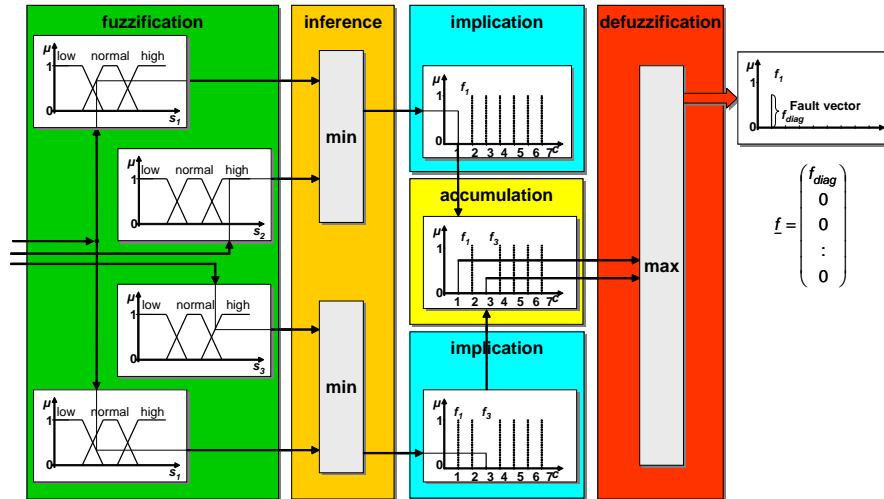 fuzzification
μ
low normal high
1
0
s1
μ
low normal high
1
0
s2
μ
low normal high
1
0
s3
μ
low normal high
1
0
s1
inference
min
min
implication
μ
f1
1
0
1 2 3 4 5 6 7 c
accumulation
μ
f1 f3
1
0
1 2 3 4 5 6 7 c
implication
μ
f1 f3
1
0
1 2 3 4 5 6 7 c
defuzzification
max
μ
f1
1
Fault vector
fdiag
0
fdiag
0
f = 0
:
0